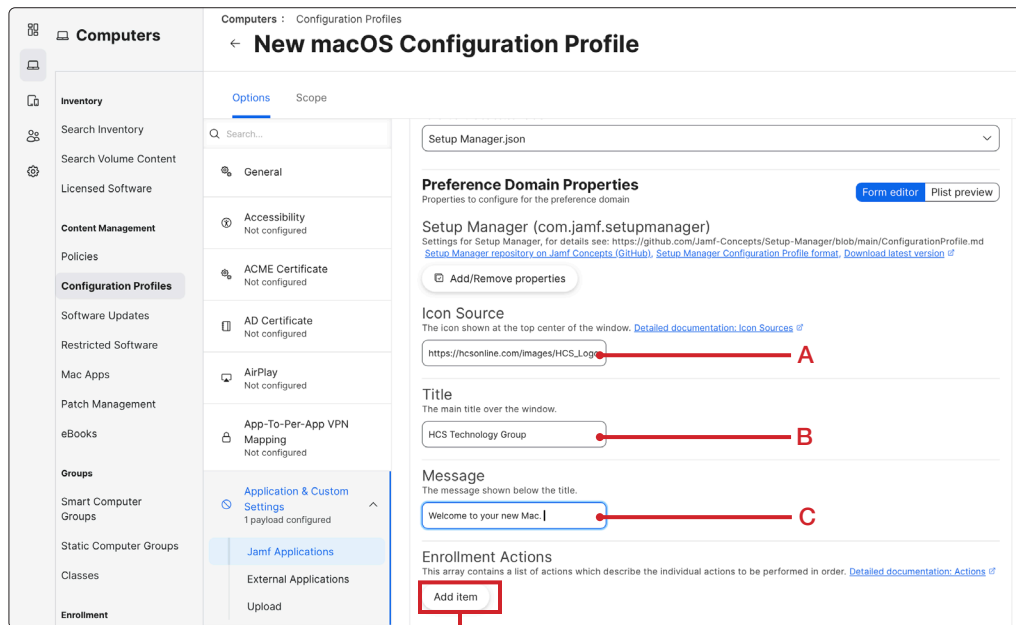 Computers
Inventory
Search Inventory
Search Volume Content
Licensed Software
Content Management
Policies
Configuration Profiles
Software Updates
Restricted Software
Mac Apps
Patch Management
eBooks
Groups
Smart Computer
Groups
Static Computer Groups
Classes
Enrollment
Computers : Configuration Profiles
← New macOS Configuration Profile
Options Scope
Search...
General
Accessibility
Not configured
ACME Certificate
Not configured
AD Certificate
Not configured
AirPlay
Not configured
App-To-Per-App VPN
Mapping
Not configured
Application & Custom
Settings
1 payload configured
Jamf Applications
External Applications
Upload
Setup Manager.json
Preference Domain Properties
Properties to configure for the preference domain
Form editor Plist preview
Setup Manager (com.jamf.setupmanager)
Settings for Setup Manager, for details see: https://github.com/Jamf-Concepts/Setup-Manager/blob/main/ConfigurationProfile.md
Setup Manager repository on Jamf Concepts (GitHub), Setup Manager Configuration Profile format, Download latest version
Add/Remove properties
Icon Source
The icon shown at the top center of the window. Detailed documentation: Icon Sources
https://hcsonline.com/images/HCS_Logo
A
Title
The main title over the window.
HCS Technology Group
B
Message
The message shown below the title.
Welcome to your new Mac.
C
Enrollment Actions
This array contains a list of actions which describe the individual actions to be performed in order. Detailed documentation: Actions
Add item